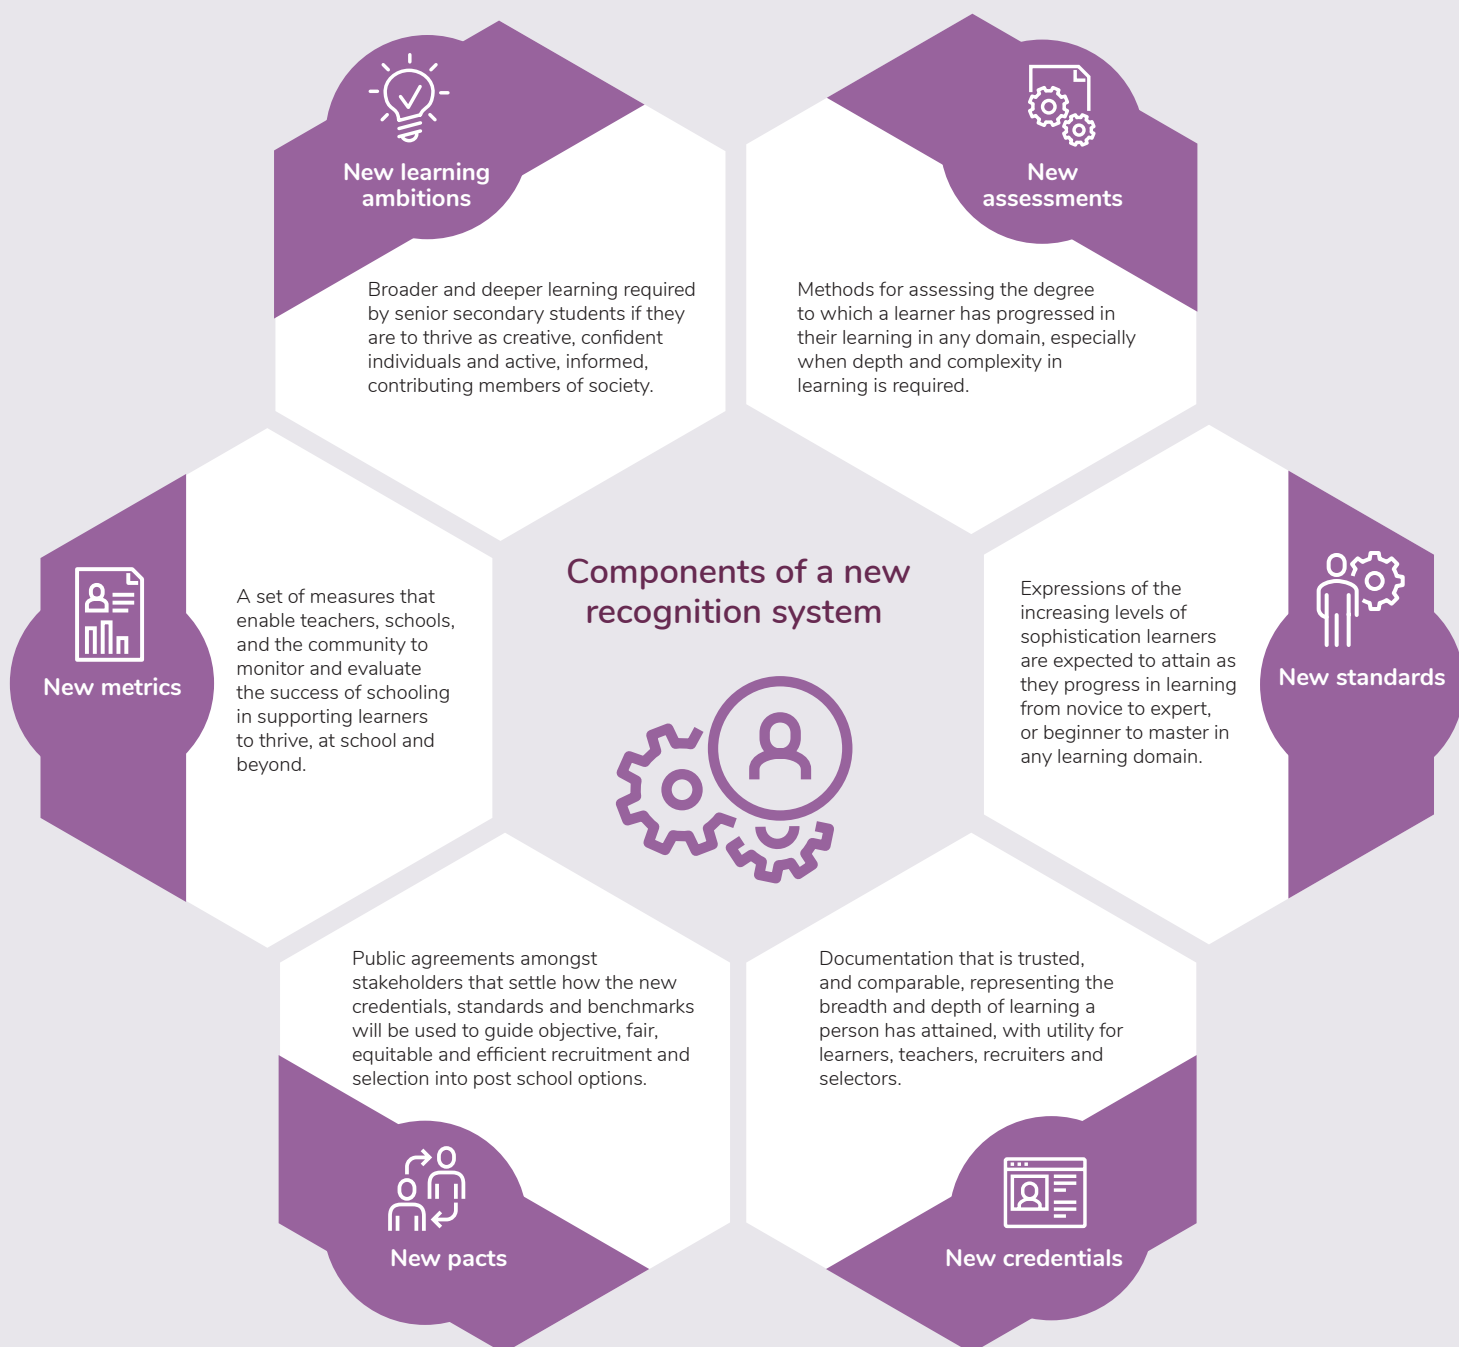 New learning
ambitions
Broader and deeper learning required
by senior secondary students if they
are to thrive as creative, confident
individuals and active, informed,
contributing members of society.
New
assessments
Methods for assessing the degree
to which a learner has progressed in
their learning in any domain, especially
when depth and complexity in
learning is required.
New metrics
A set of measures that
enable teachers, schools,
and the community to
monitor and evaluate
the success of schooling
in supporting learners
to thrive, at school and
beyond.
Components of a new
recognition system
Expressions of the
increasing levels of
sophistication learners
are expected to attain as
they progress in learning
from novice to expert,
or beginner to master in
any learning domain.
New standards
Public agreements amongst
stakeholders that settle how the new
credentials, standards and benchmarks
will be used to guide objective, fair,
equitable and efficient recruitment and
selection into post school options.
New pacts
Documentation that is trusted,
and comparable, representing the
breadth and depth of learning a
person has attained, with utility for
learners, teachers, recruiters and
selectors.
New credentials